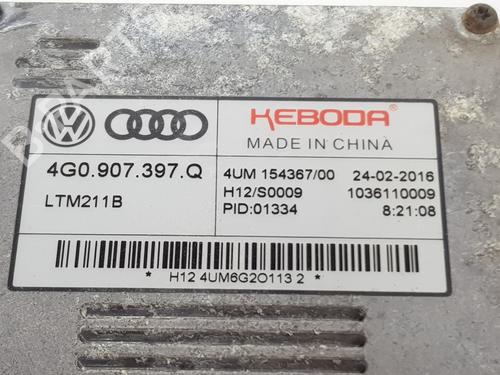 KEBODA
MADE IN CHINA
4G0.907.397.Q
4UM 154367/00 24-02-2016
LTM211B
H12/S0009 1036110009
PID:01334 8:21:08
* H12 4UM6G2O113 2 *